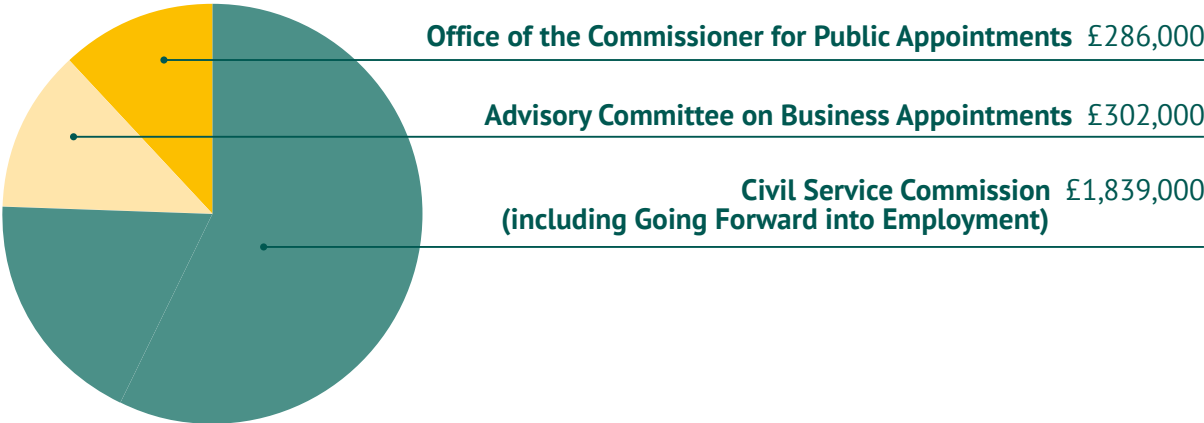 Office of the Commissioner for Public Appointments £286,000
Advisory Committee on Business Appointments £302,000
Civil Service Commission £1,839,000
(including Going Forward into Employment)